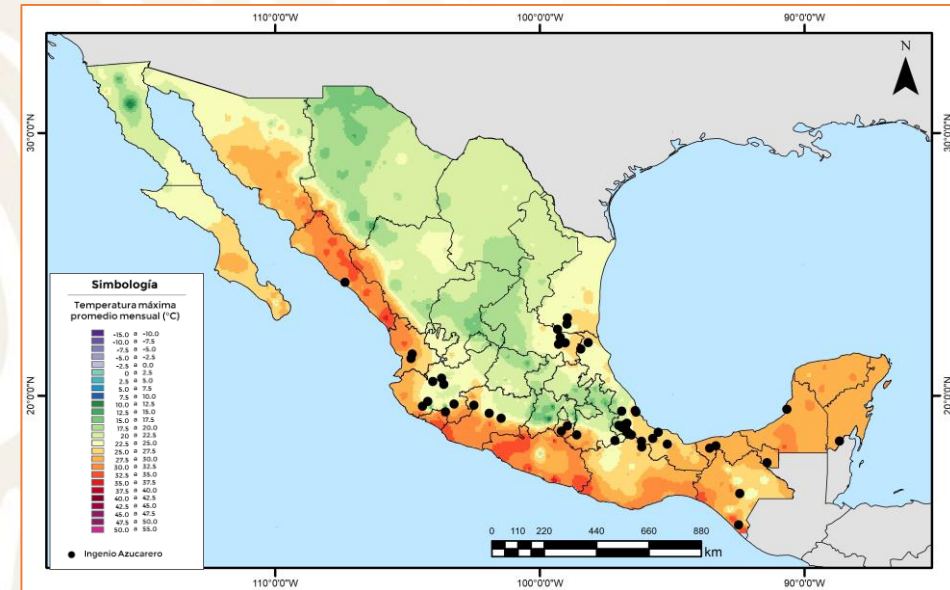 110°0'0"W 100°0'0"W 90°0'0"W
N
30°0'0"N 30°0'0"N
20°0'0"N 20°0'0"N
Simbología
Temperatura máxima
promedio mensual (°C)
-15.0 a -10.0
-10.0 a -7.5
-7.5 a -5.0
-5.0 a -2.5
-2.5 a 0.0
0 a 2.5
2.5 a 5.0
5.0 a 7.5
7.5 a 10.0
10.0 a 12.5
12.5 a 15.0
15.0 a 17.5
17.5 a 20.0
20 a 22.5
22.5 a 25.0
25.0 a 27.5
27.5 a 30.0
30.0 a 32.5
32.5 a 35.0
35.0 a 37.5
37.5 a 40.0
40.0 a 42.5
42.5 a 45.0
45.0 a 47.5
47.5 a 50.0
50.0 a 55.0
Ingenio Azucarero
0 110 220 440 660 880
km
110°0'0"W 100°0'0"W 90°0'0"W